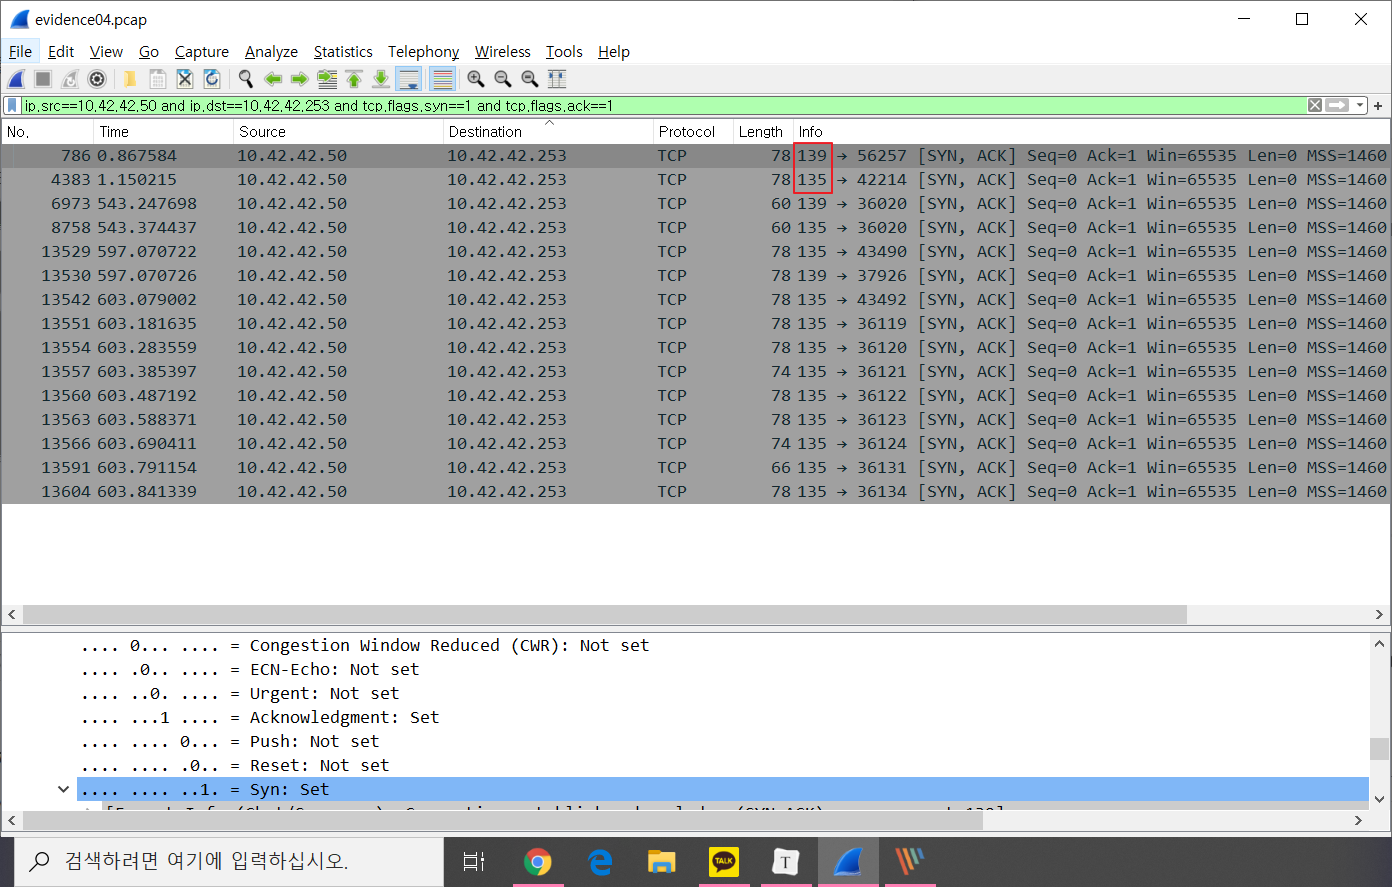 evidence04.pcap
File Edit View Go Capture Analyze Statistics Telephony Wireless Tools Help
ip.src==10.42.42.50 and ip.dst==10.42.42.253 and tcp.flags.syn==1 and tcp.flags.ack==1
No. Time Source Destination Protocol Length Info
786 0.867584 10.42.42.50 10.42.42.253 TCP 78 139 → 56257 [SYN, ACK] Seq=0 Ack=1 Win=65535 Len=0 MSS=1460
4383 1.150215 10.42.42.50 10.42.42.253 TCP 78 135 → 42214 [SYN, ACK] Seq=0 Ack=1 Win=65535 Len=0 MSS=1460
6973 543.247698 10.42.42.50 10.42.42.253 TCP 60 139 → 36020 [SYN, ACK] Seq=0 Ack=1 Win=65535 Len=0 MSS=1460
8758 543.374437 10.42.42.50 10.42.42.253 TCP 60 135 → 36020 [SYN, ACK] Seq=0 Ack=1 Win=65535 Len=0 MSS=1460
13529 597.070722 10.42.42.50 10.42.42.253 TCP 78 135 → 43490 [SYN, ACK] Seq=0 Ack=1 Win=65535 Len=0 MSS=1460
13530 597.070726 10.42.42.50 10.42.42.253 TCP 78 139 → 37926 [SYN, ACK] Seq=0 Ack=1 Win=65535 Len=0 MSS=1460
13542 603.079002 10.42.42.50 10.42.42.253 TCP 78 135 → 43492 [SYN, ACK] Seq=0 Ack=1 Win=65535 Len=0 MSS=1460
13551 603.181635 10.42.42.50 10.42.42.253 TCP 78 135 → 36119 [SYN, ACK] Seq=0 Ack=1 Win=65535 Len=0 MSS=1460
13554 603.283559 10.42.42.50 10.42.42.253 TCP 78 135 → 36120 [SYN, ACK] Seq=0 Ack=1 Win=65535 Len=0 MSS=1460
13557 603.385397 10.42.42.50 10.42.42.253 TCP 74 135 → 36121 [SYN, ACK] Seq=0 Ack=1 Win=65535 Len=0 MSS=1460
13560 603.487192 10.42.42.50 10.42.42.253 TCP 78 135 → 36122 [SYN, ACK] Seq=0 Ack=1 Win=65535 Len=0 MSS=1460
13563 603.588371 10.42.42.50 10.42.42.253 TCP 78 135 → 36123 [SYN, ACK] Seq=0 Ack=1 Win=65535 Len=0 MSS=1460
13566 603.690411 10.42.42.50 10.42.42.253 TCP 74 135 → 36124 [SYN, ACK] Seq=0 Ack=1 Win=65535 Len=0 MSS=1460
13591 603.791154 10.42.42.50 10.42.42.253 TCP 66 135 → 36131 [SYN, ACK] Seq=0 Ack=1 Win=65535 Len=0 MSS=1460
13604 603.841339 10.42.42.50 10.42.42.253 TCP 78 135 → 36134 [SYN, ACK] Seq=0 Ack=1 Win=65535 Len=0 MSS=1460
.... 0... .... = Congestion Window Reduced (CWR): Not set
.... .0.. .... = ECN-Echo: Not set
.... ..0. .... = Urgent: Not set
.... ...1 .... = Acknowledgment: Set
.... .... 0... = Push: Not set
.... .... .0.. = Reset: Not set
.... .... ..1. = Syn: Set
검색하려면 여기에 입력하십시오.
TALK
T